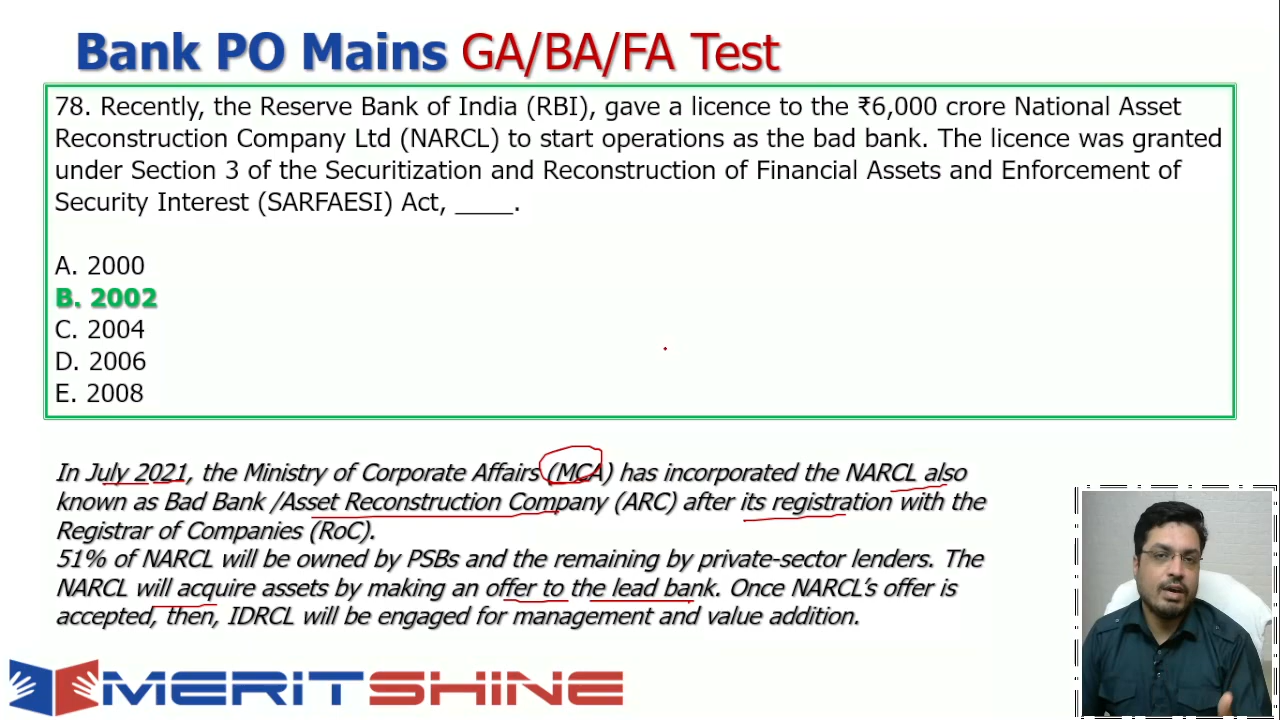 Bank PO Mains GA/BA/FA Test
78. Recently, the Reserve Bank of India (RBI), gave a licence to the ₹6,000 crore National Asset
Reconstruction Company Ltd (NARCL) to start operations as the bad bank. The licence was granted
under Section 3 of the Securitization and Reconstruction of Financial Assets and Enforcement of
Security Interest (SARFAESI) Act, ____.
A. 2000
B. 2002
C. 2004
D. 2006
E. 2008
In July 2021, the Ministry of Corporate Affairs (MCA) has incorporated the NARCL also
known as Bad Bank /Asset Reconstruction Company (ARC) after its registration with the
Registrar of Companies (RoC).
51% of NARCL will be owned by PSBs and the remaining by private-sector lenders. The
NARCL will acquire assets by making an offer to the lead bank. Once NARCL's offer is
accepted, then, IDRCL will be engaged for management and value addition.
MERITSHINE